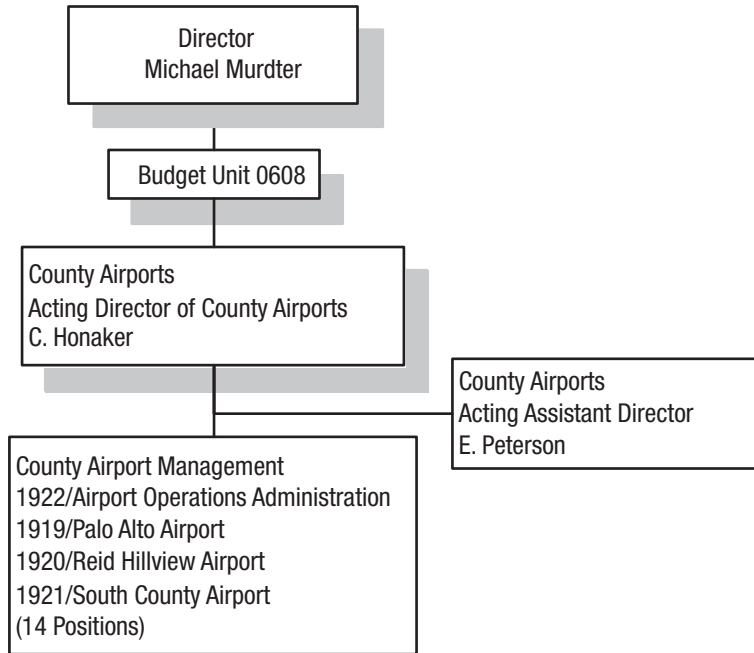 Director
Michael Murdter
Budget Unit 0608
County Airports
Acting Director of County Airports
C. Honaker
County Airports
Acting Assistant Director
E. Peterson
County Airport Management
1922/Airport Operations Administration
1919/Palo Alto Airport
1920/Reid Hillview Airport
1921/South County Airport
(14 Positions)